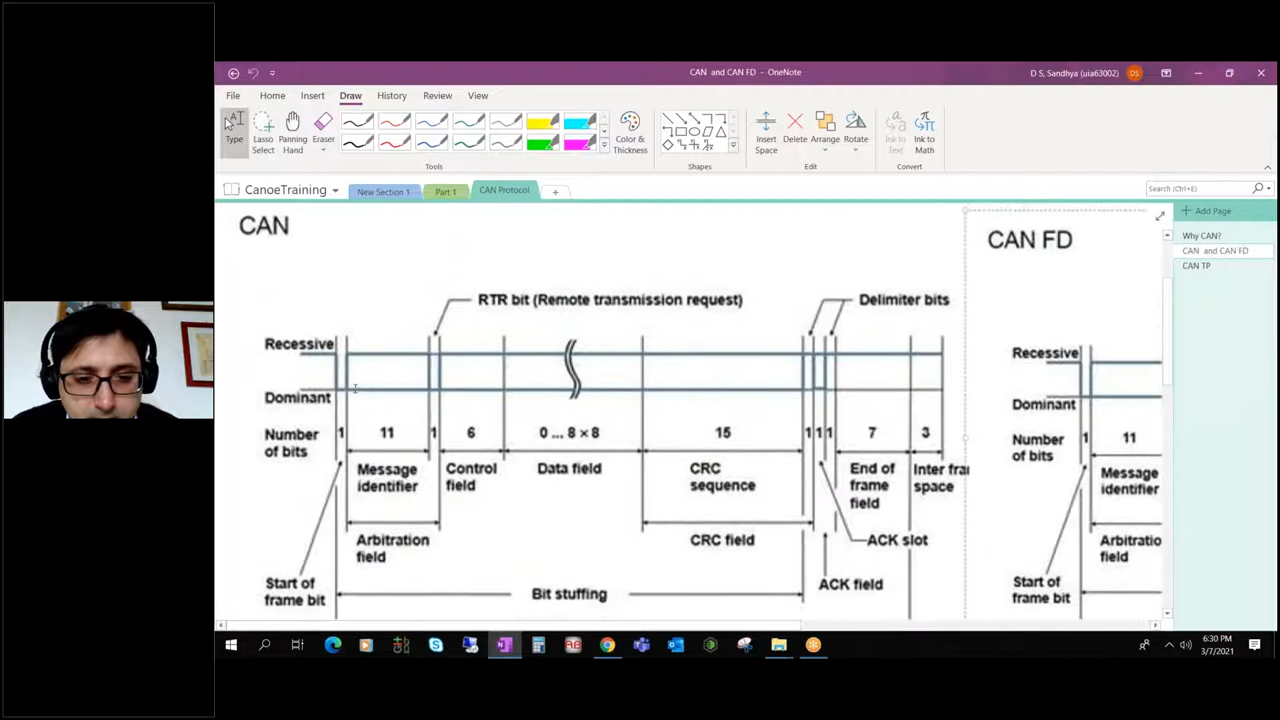 CAN and CAN FD - OneNote
D S, Sandhya (uia63002)
DS
File Home Insert Draw History Review View
Type
Lasso Select
Panning Hand
Eraser
Color & Thickness
Insert Space
Delete
Arrange
Rotate
Ink to Text
Ink to Math
Tools
Shapes
Edit
Convert
CanoeTraining
New Section 1
Part 1
CAN Protocol
Search (Ctrl+E)
Add Page
Why CAN?
CAN and CAN FD
CAN TP
CAN
RTR bit (Remote transmission request)
Delimiter bits
Recessive
Dominant
Number of bits
1 11 1 6 0 ... 8 × 8 15 1 1 1 7 3
Message identifier
Control field
Data field
CRC sequence
End of frame field
Inter fra
space
Arbitration field
CRC field
ACK slot
ACK field
Start of frame bit
Bit stuffing
CAN FD
Recessive
Dominant
Number of bits
1 11
Message identifier
Arbitratio
field
Start of frame bit
6:30 PM
3/7/2021